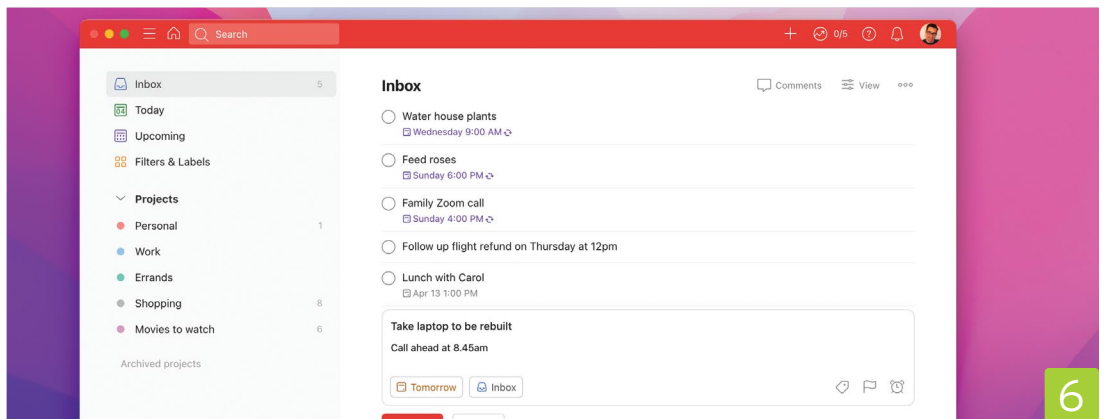 Search
0/5
Inbox 5
04 Today
Upcoming
Filters & Labels
Projects
Personal 1
Work
Errands
Shopping 8
Movies to watch 6
Archived projects
Inbox
Comments View
Water house plants
Wednesday 9:00 AM
Feed roses
Sunday 6:00 PM
Family Zoom call
Sunday 4:00 PM
Follow up flight refund on Thursday at 12pm
Lunch with Carol
Apr 13 1:00 PM
Take laptop to be rebuilt
Call ahead at 8.45am
Tomorrow Inbox
6